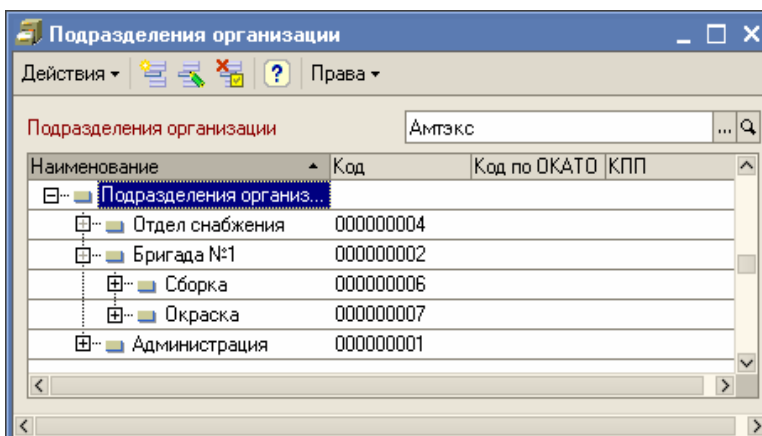 Подразделения организации
Действия Права
Подразделения организации Амтэкс ...
Наименование Код Код по ОКАТО КПП
Подразделения организ...
Отдел снабжения 000000004
Бригада №1 000000002
Сборка 000000006
Окраска 000000007
Администрация 000000001